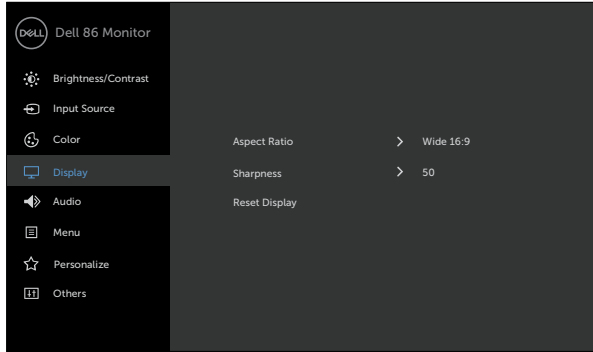 DELL Dell 86 Monitor
Brightness/Contrast
Input Source
Color
Aspect Ratio > Wide 16:9
Display
Sharpness > 50
Audio
Reset Display
Menu
Personalize
Others